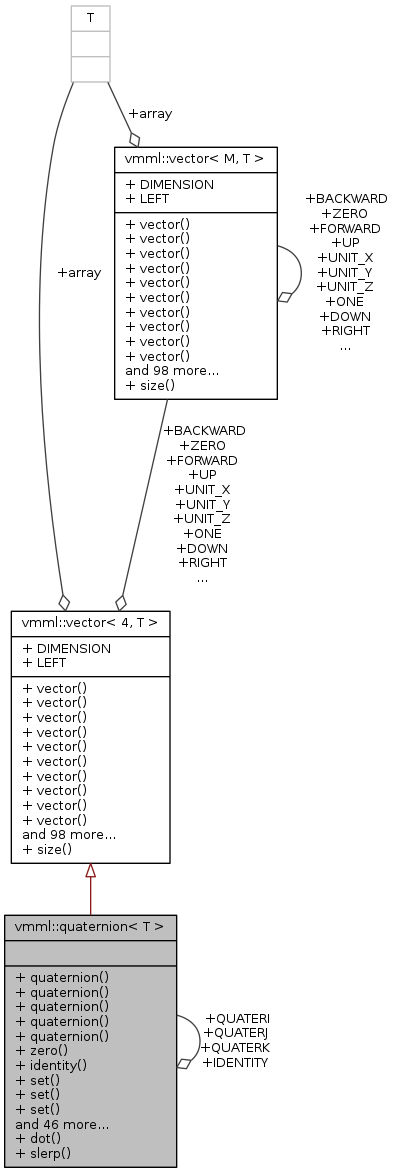 T
+array
vmml::vector< M, T >
+ DIMENSION
+ LEFT
+ vector()
+ vector()
+ vector()
+ vector()
+ vector()
+ vector()
+ vector()
+ vector()
+ vector()
+ vector()
and 98 more...
+ size()
+BACKWARD
+ZERO
+FORWARD
+UP
+UNIT_X
+UNIT_Y
+UNIT_Z
+ONE
+DOWN
+RIGHT
...
+array
+BACKWARD
+ZERO
+FORWARD
+UP
+UNIT_X
+UNIT_Y
+UNIT_Z
+ONE
+DOWN
+RIGHT
...
vmml::vector< 4, T >
+ DIMENSION
+ LEFT
+ vector()
+ vector()
+ vector()
+ vector()
+ vector()
+ vector()
+ vector()
+ vector()
+ vector()
+ vector()
and 98 more...
+ size()
vmml::quaternion< T >
+ quaternion()
+ quaternion()
+ quaternion()
+ quaternion()
+ quaternion()
+ zero()
+ identity()
+ set()
+ set()
+ set()
and 46 more...
+ dot()
+ slerp()
+QUATERI
+QUATERJ
+QUATERK
+IDENTITY